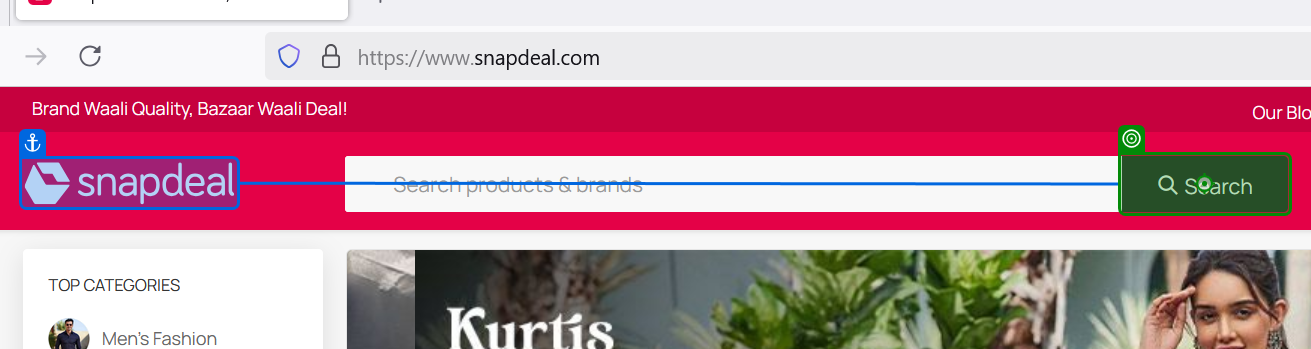 https://www.snapdeal.com
Brand Waali Quality, Bazaar Waali Deal!
Our Blo
snapdeal
Search products & brands
Search
TOP CATEGORIES
Men's Fashion
Kurtis